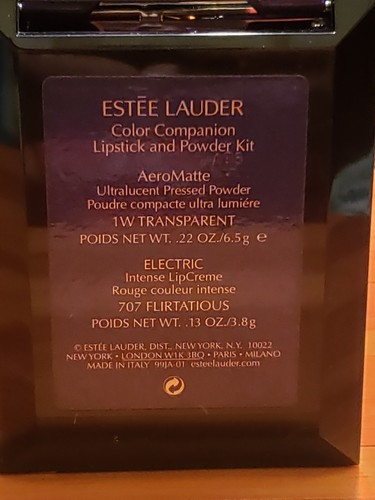 ESTĒE LAUDER
Color Companion
Lipstick and Powder Kit
AeroMatte
Ultralucent Pressed Powder
Poudre compacte ultra lumiére
1W TRANSPARENT
POIDS NET WT. .22 OZ./6.5g ℮
ELECTRIC
Intense LipCreme
Rouge couleur intense
707 FLIRTATIOUS
POIDS NET WT. .13 OZ./3.8g
© ESTÉE LAUDER, DIST., NEW YORK, N.Y. 10022
NEW YORK • LONDON W1K 3BQ • PARIS • MILANO
MADE IN ITALY 99JA-01 esteelauder.com